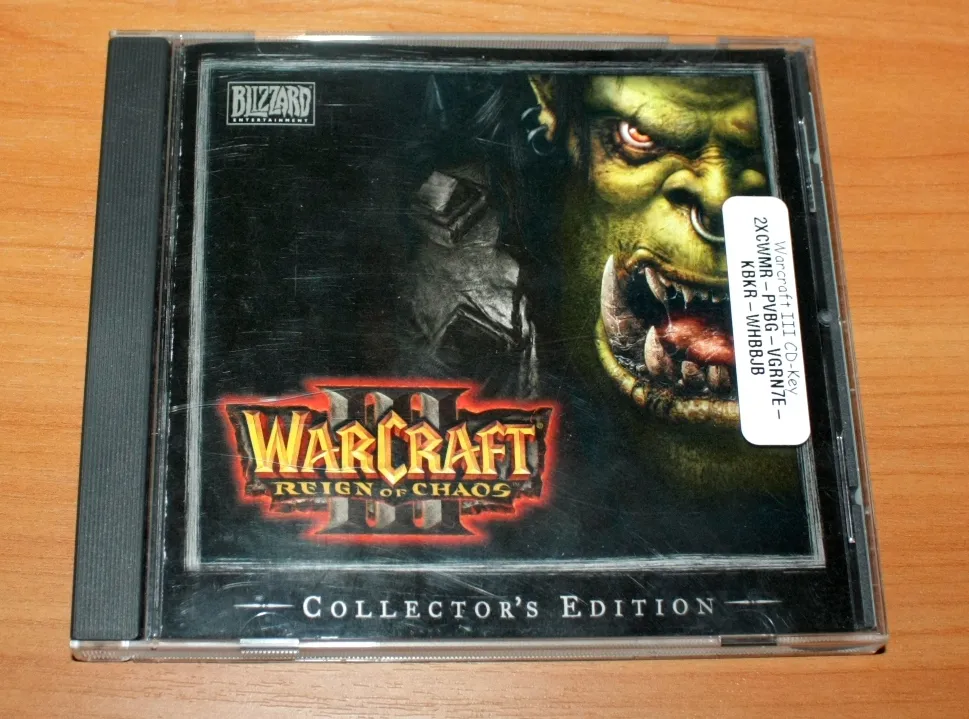 BLIZZARD
ENTERTAINMENT
Warcraft III CD-Key
2XCWMR-PVBG-VGRN7E-
KBKR-WHBBJB
III
WARCRAFT®
REIGN OF CHAOS
COLLECTOR'S EDITION